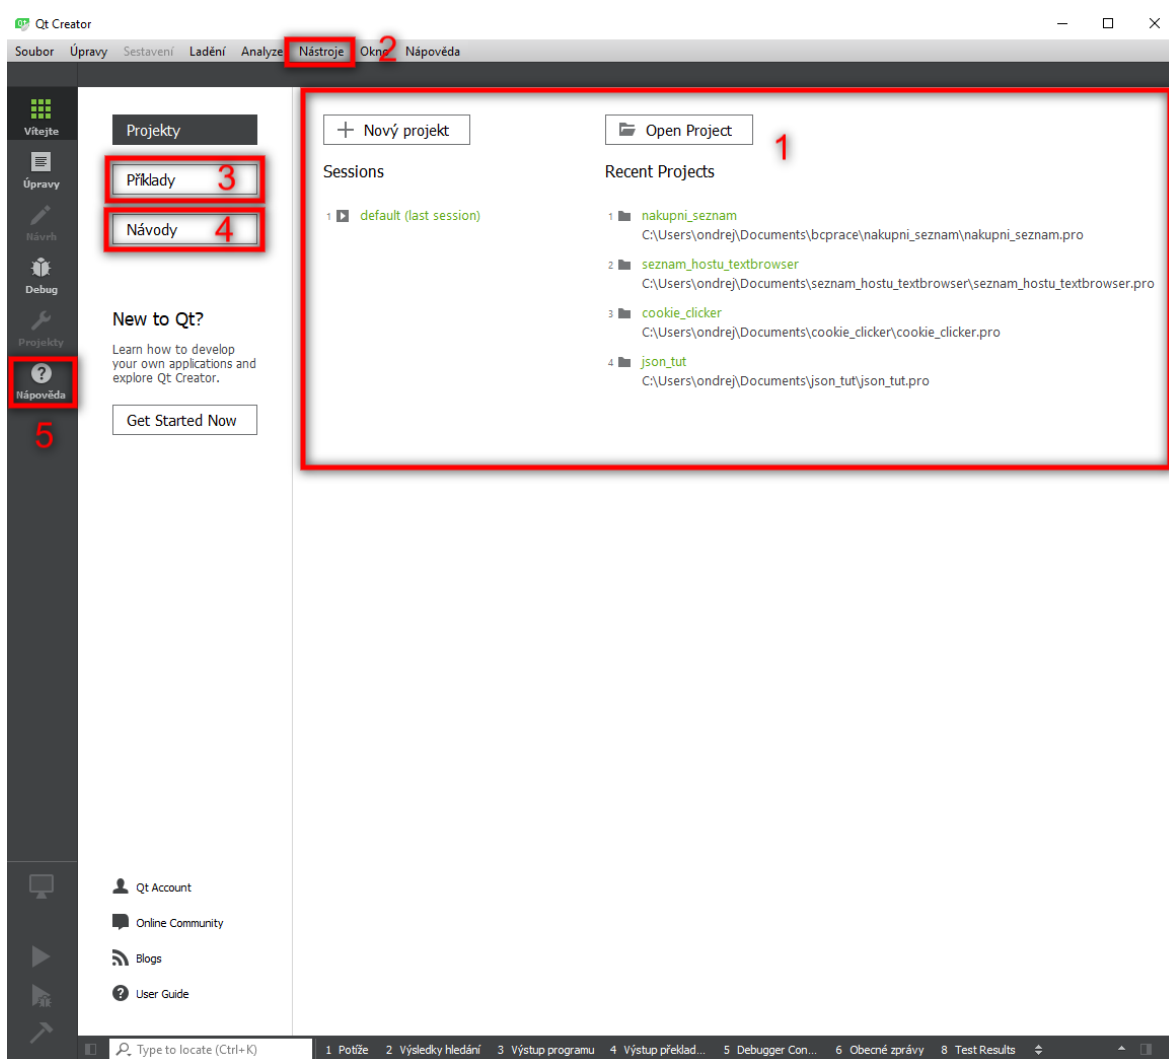 Qt Creator
Soubor Úpravy Sestavení Ladění Analyze Nástroje 2 Okno Nápověda
Vítejte
Úpravy
Návrh
Debug
Projekty
Nápověda
5
Projekty
Příklady 3
Návody 4
New to Qt?
Learn how to develop
your own applications and
explore Qt Creator.
Get Started Now
Nový projekt
Open Project
1
Sessions
Recent Projects
1 default (last session)
1 nakupni_seznam
C:\Users\ondrej\Documents\bcprace\nakupni_seznam\nakupni_seznam.pro
2 seznam_hostu_textbrowser
C:\Users\ondrej\Documents\seznam_hostu_textbrowser\seznam_hostu_textbrowser.pro
3 cookie_clicker
C:\Users\ondrej\Documents\cookie_clicker\cookie_clicker.pro
4 json_tut
C:\Users\ondrej\Documents\json_tut\json_tut.pro
Qt Account
Online Community
Blogs
User Guide
Type to locate (Ctrl+K) 1 Potíže 2 Výsledky hledání 3 Výstup programu 4 Výstup překlad... 5 Debugger Con... 6 Obecné zprávy 8 Test Results